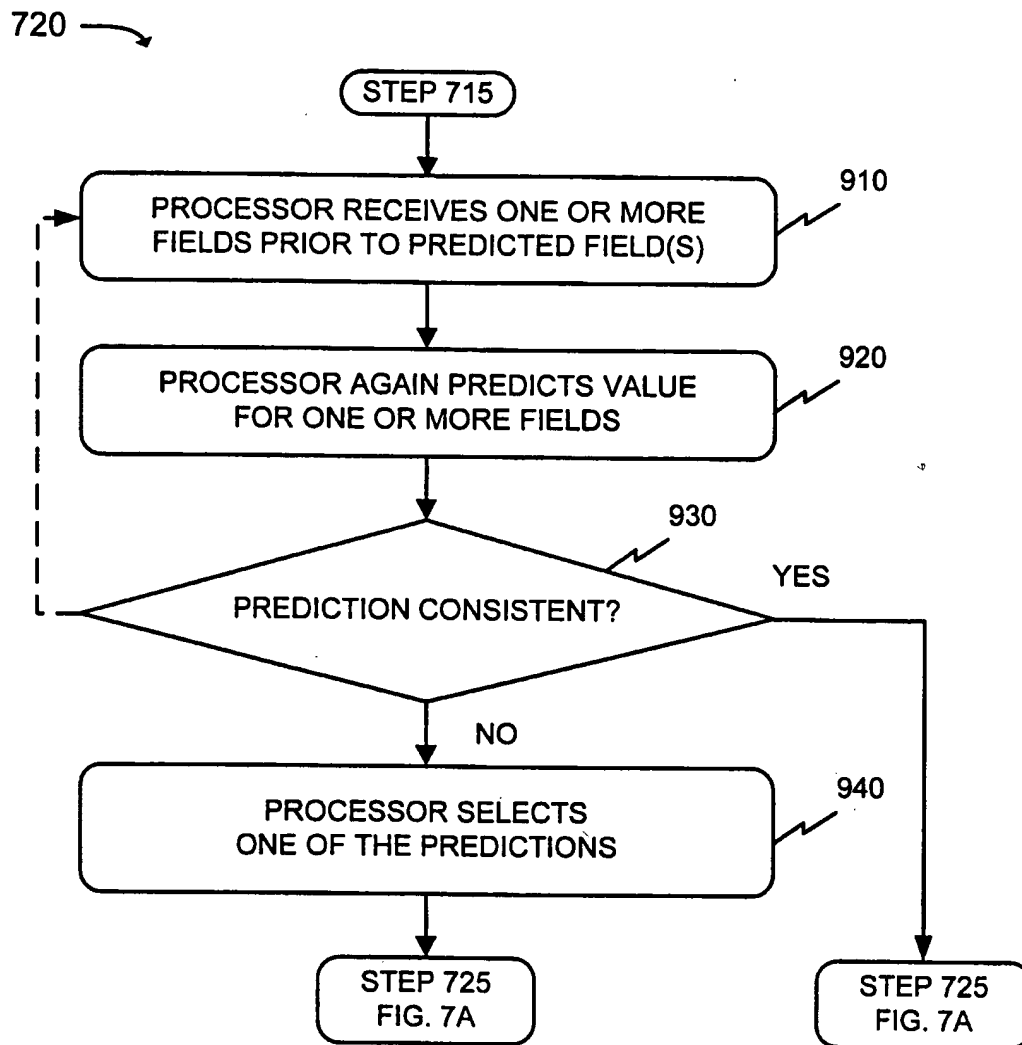 720
STEP 715
910
PROCESSOR RECEIVES ONE OR MORE
FIELDS PRIOR TO PREDICTED FIELD(S)
920
PROCESSOR AGAIN PREDICTS VALUE
FOR ONE OR MORE FIELDS
930
YES
PREDICTION CONSISTENT?
NO
940
PROCESSOR SELECTS
ONE OF THE PREDICTIONS
STEP 725
FIG. 7A
STEP 725
FIG. 7A